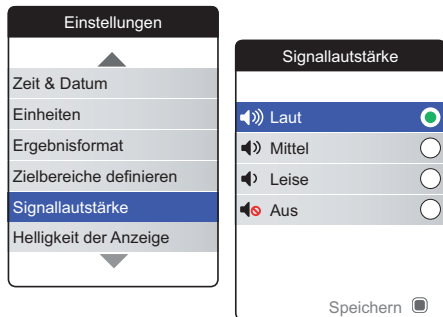 Einstellungen
Zeit & Datum
Einheiten
Ergebnisformat
Zielbereiche definieren
Signallautstärke
Helligkeit der Anzeige
Signallautstärke
Laut
Mittel
Leise
Aus
Speichern